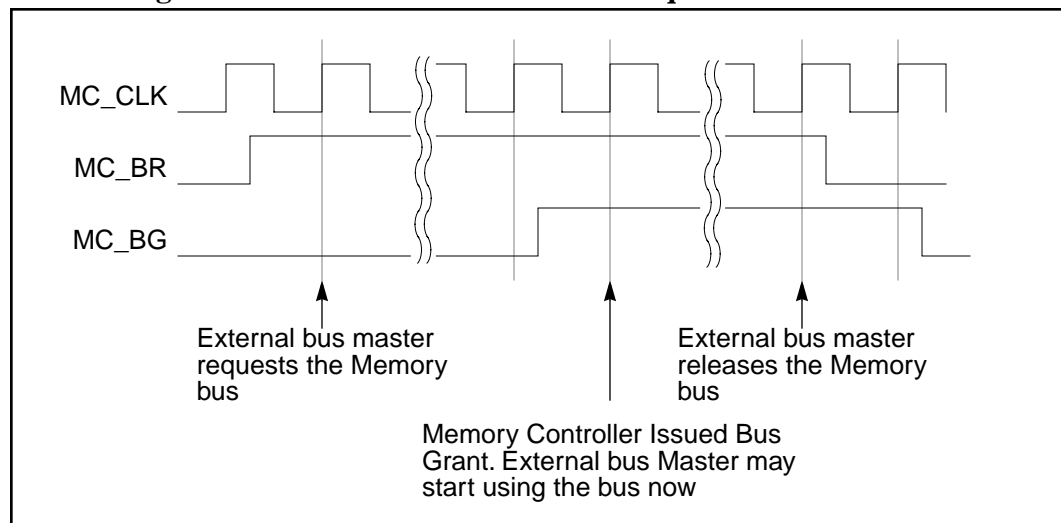 MC_CLK
MC_BR
MC_BG
External bus master
requests the Memory
bus
External bus master
releases the Memory
bus
Memory Controller Issued Bus
Grant. External bus Master may
start using the bus now